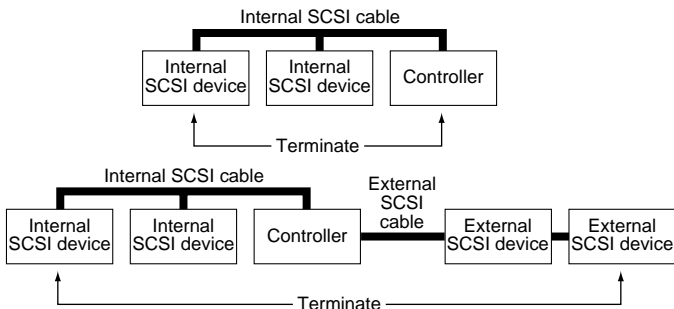 Internal SCSI cable
Internal
SCSI device
Internal
SCSI device
Controller
Terminate
Internal SCSI cable
External
SCSI
cable
Internal
SCSI device
Internal
SCSI device
Controller
External
SCSI device
External
SCSI device
Terminate